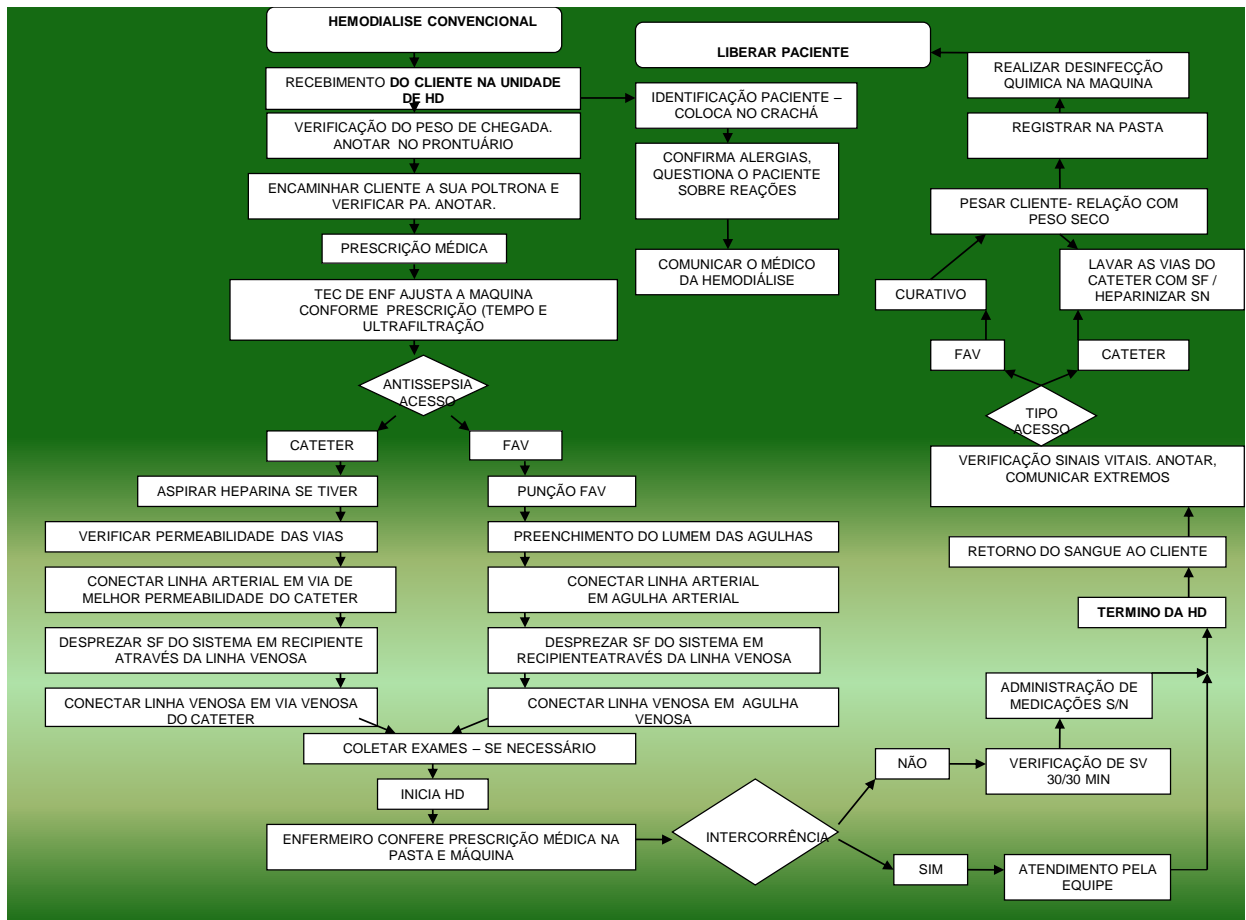 HEMODIALISE CONVENCIONAL
RECEBIMENTO DO CLIENTE NA UNIDADE
DE HD
VERIFICAÇÃO DO PESO DE CHEGADA.
ANOTAR NO PRONTUÁRIO
ENCAMINHAR CLIENTE A SUA POLTRONA E
VERIFICAR PA. ANOTAR.
PRESCRIÇÃO MÉDICA
TEC DE ENF AJUSTA A MAQUINA
CONFORME PRESCRIÇÃO (TEMPO E
ULTRAFILTRAÇÃO
ANTISSEPSIA
ACESSO
CATETER
ASPIRAR HEPARINA SE TIVER
VERIFICAR PERMEABILIDADE DAS VIAS
CONECTAR LINHA ARTERIAL EM VIA DE
MELHOR PERMEABILIDADE DO CATETER
DESPREZAR SF DO SISTEMA EM RECIPIENTE
ATRAVÉS DA LINHA VENOSA
CONECTAR LINHA VENOSA EM VIA VENOSA
DO CATETER
FAV
PUNÇÃO FAV
PREENCHIMENTO DO LUMEM DAS AGULHAS
CONECTAR LINHA ARTERIAL
EM AGULHA ARTERIAL
DESPREZAR SF DO SISTEMA EM
RECIPIENTEATRAVÉS DA LINHA VENOSA
CONECTAR LINHA VENOSA EM AGULHA
VENOSA
COLETAR EXAMES – SE NECESSÁRIO
INICIA HD
ENFERMEIRO CONFERE PRESCRIÇÃO MÉDICA NA
PASTA E MÁQUINA
IDENTIFICAÇÃO PACIENTE –
COLOCA NO CRACHÁ
CONFIRMA ALERGIAS,
QUESTIONA O PACIENTE
SOBRE REAÇÕES
COMUNICAR O MÉDICO
DA HEMODIÁLISE
INTERCORRÊNCIA
NÃO
VERIFICAÇÃO DE SV
30/30 MIN
ADMINISTRAÇÃO DE
MEDICAÇÕES S/N
SIM
ATENDIMENTO PELA
EQUIPE
TERMINO DA HD
RETORNO DO SANGUE AO CLIENTE
VERIFICAÇÃO SINAIS VITAIS. ANOTAR,
COMUNICAR EXTREMOS
TIPO
ACESSO
FAV
CURATIVO
CATETER
LAVAR AS VIAS DO
CATETER COM SF /
HEPARINIZAR SN
PESAR CLIENTE- RELAÇÃO COM
PESO SECO
REGISTRAR NA PASTA
REALIZAR DESINFECÇÃO
QUIMICA NA MAQUINA
LIBERAR PACIENTE